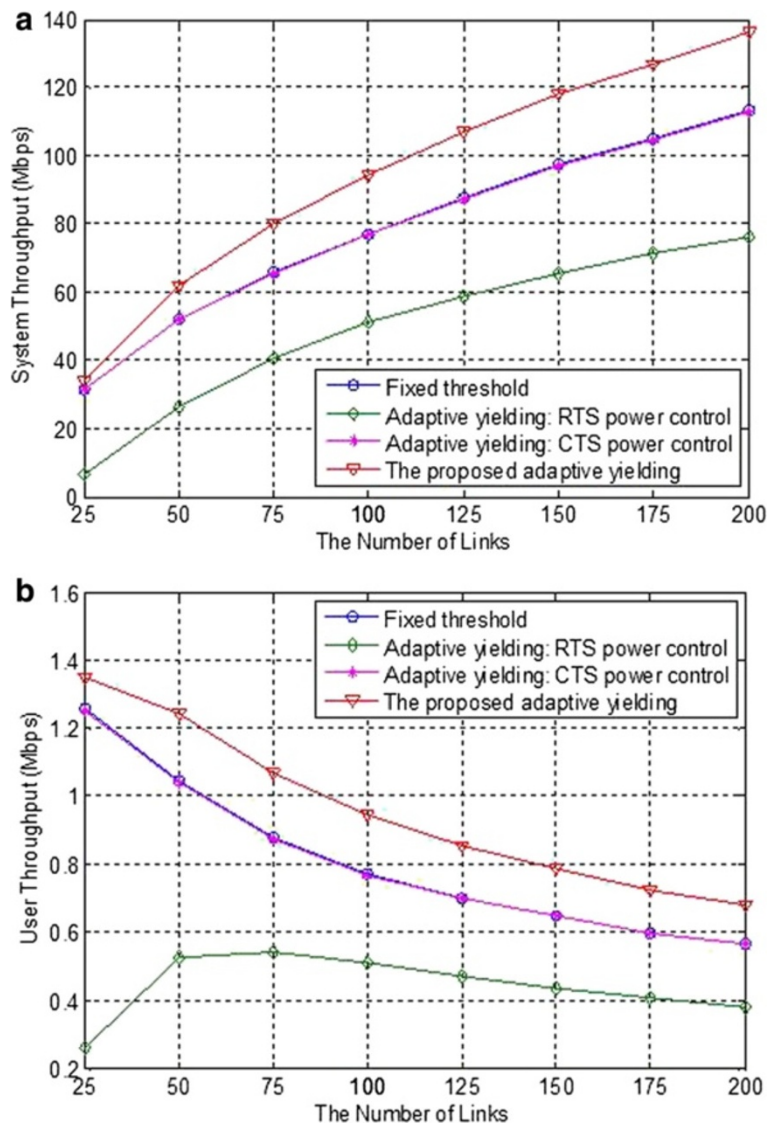 a
140
120
100
80
60
40
20
0
System Throughput (Mbps)
Fixed threshold
Adaptive yielding: RTS power control
Adaptive yielding: CTS power control
The proposed adaptive yielding
25 50 75 100 125 150 175 200
The Number of Links
b
1.6
1.4
1.2
1
0.8
0.6
0.4
0.2
User Throughput (Mbps)
Fixed threshold
Adaptive yielding: RTS power control
Adaptive yielding: CTS power control
The proposed adaptive yielding
25 50 75 100 125 150 175 200
The Number of Links